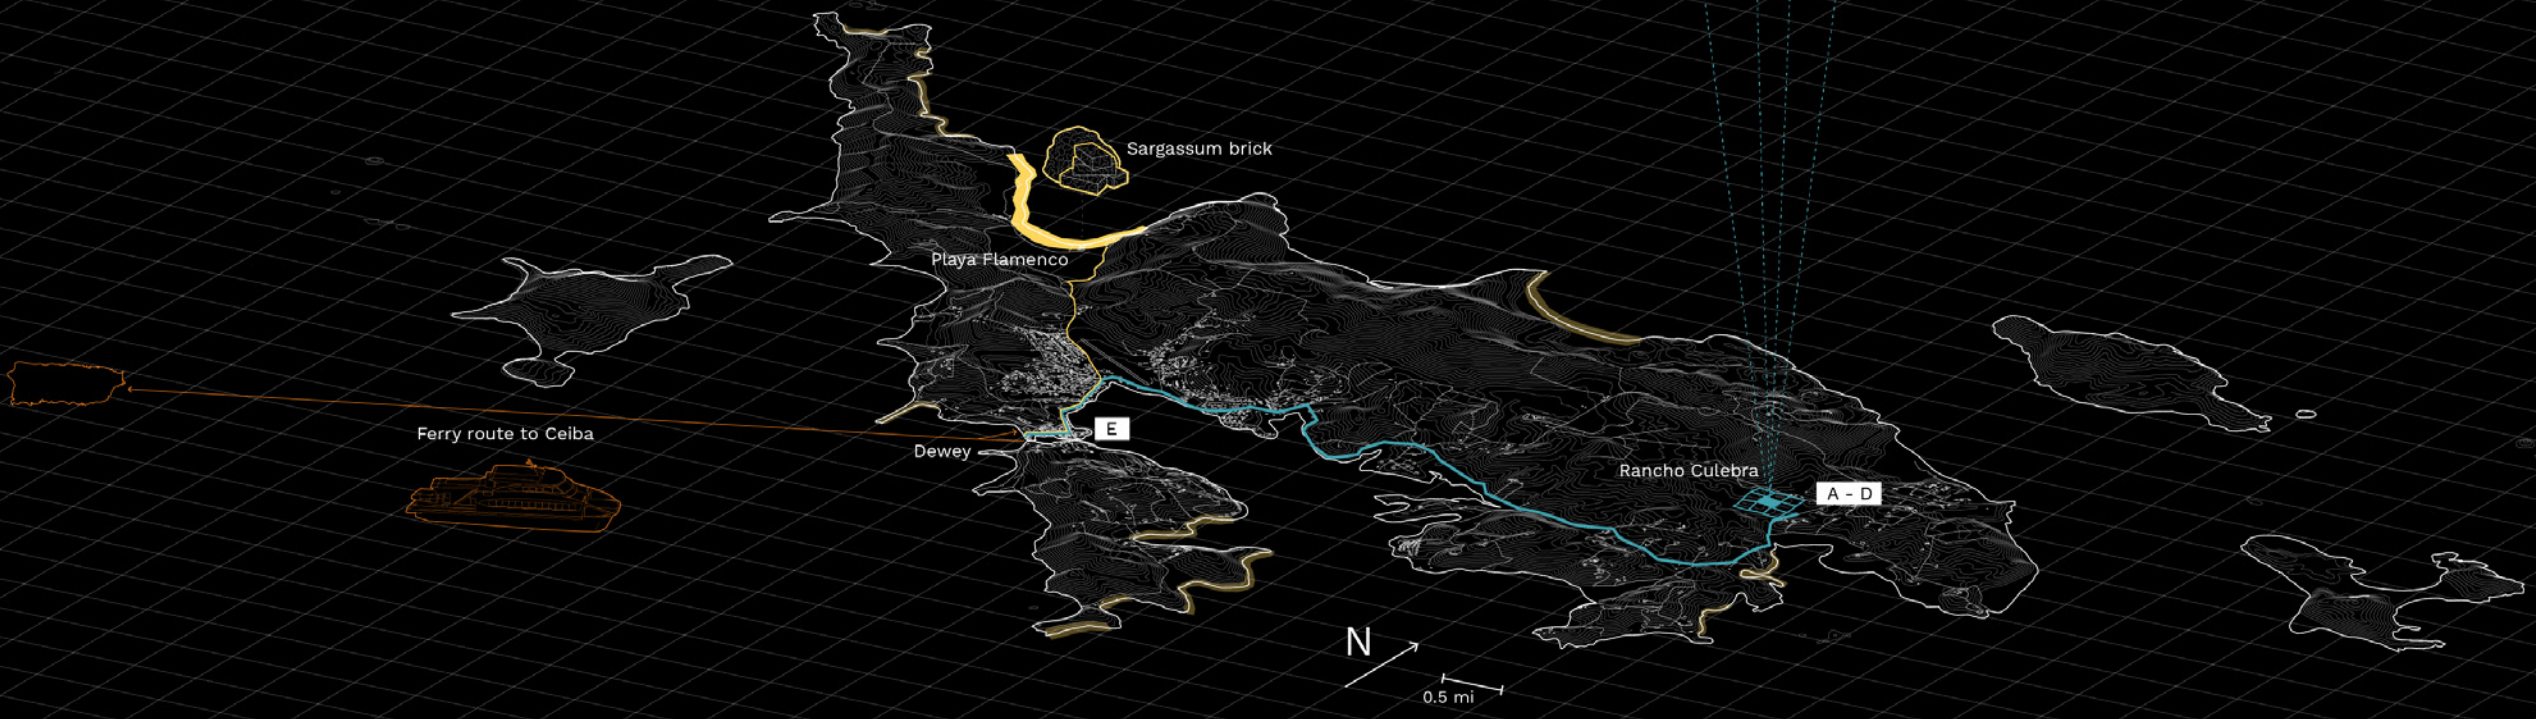 Sargassum brick
Playa Flamenco
Ferry route to Ceiba
E
Dewey
Rancho Culebra
A - D
N
0.5 mi